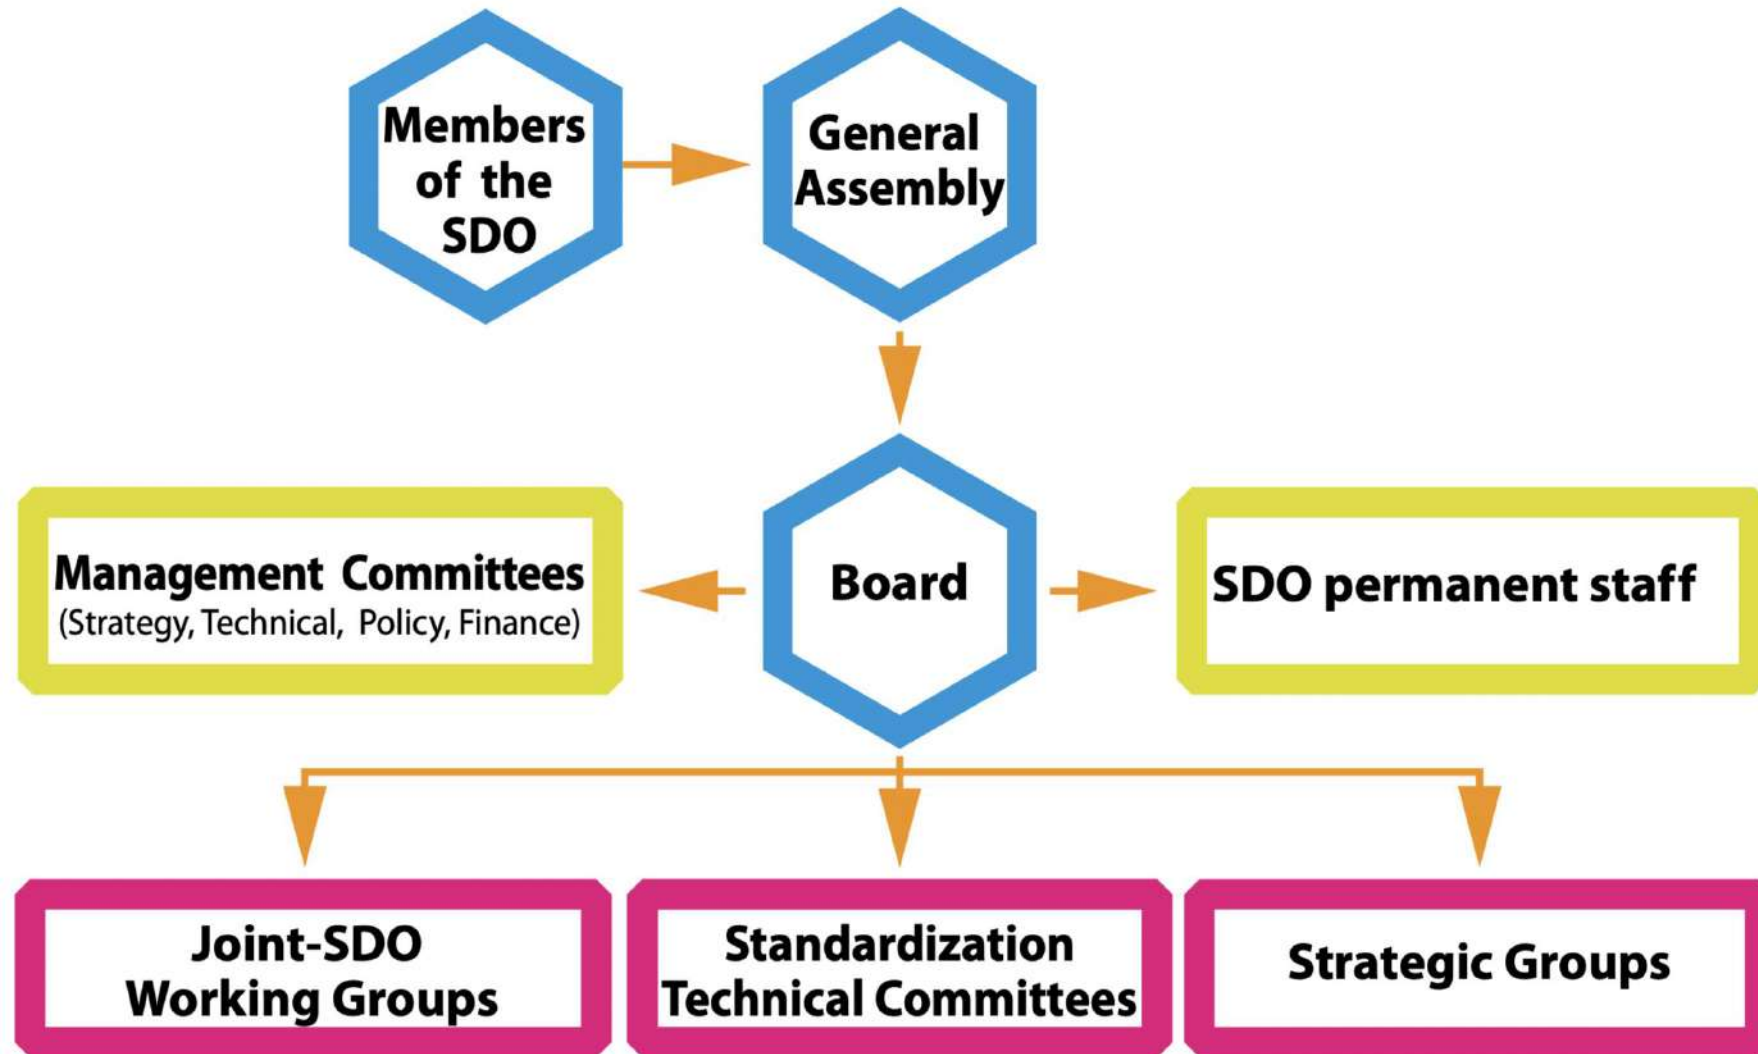 Members
of the
SDO
General
Assembly
Management Committees
(Strategy, Technical, Policy, Finance)
Board
SDO permanent staff
Joint-SDO
Working Groups
Standardization
Technical Committees
Strategic Groups